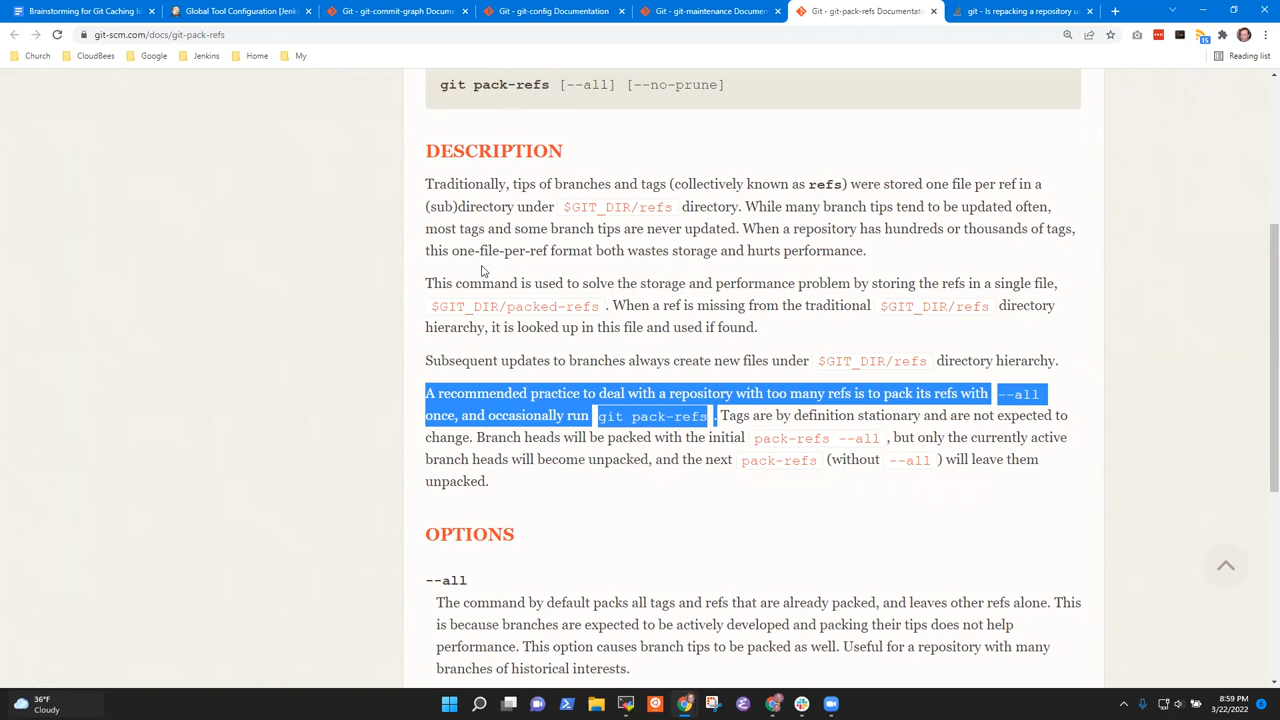 Brainstorming for Git Caching Id
Global Tool Configuration [Jenk
Git - git-commit-graph Docume
Git - git-config Documentation
Git - git-maintenance Documen
Git - git-pack-refs Documentati
git - Is repacking a repository u
git-scm.com/docs/git-pack-refs
15
Church
CloudBees
Google
Jenkins
Home
My
Reading list
git pack-refs [--all] [--no-prune]
DESCRIPTION
Traditionally, tips of branches and tags (collectively known as refs) were stored one file per ref in a
(sub)directory under $GIT_DIR/refs directory. While many branch tips tend to be updated often,
most tags and some branch tips are never updated. When a repository has hundreds or thousands of tags,
this one-file-per-ref format both wastes storage and hurts performance.
This command is used to solve the storage and performance problem by storing the refs in a single file,
$GIT_DIR/packed-refs . When a ref is missing from the traditional $GIT_DIR/refs directory
hierarchy, it is looked up in this file and used if found.
Subsequent updates to branches always create new files under $GIT_DIR/refs directory hierarchy.
A recommended practice to deal with a repository with too many refs is to pack its refs with --all
once, and occasionally run git pack-refs . Tags are by definition stationary and are not expected to
change. Branch heads will be packed with the initial pack-refs --all , but only the currently active
branch heads will become unpacked, and the next pack-refs (without --all ) will leave them
unpacked.
OPTIONS
--all
The command by default packs all tags and refs that are already packed, and leaves other refs alone. This
is because branches are expected to be actively developed and packing their tips does not help
performance. This option causes branch tips to be packed as well. Useful for a repository with many
branches of historical interests.
36°F
Cloudy
8:59 PM
3/22/2022